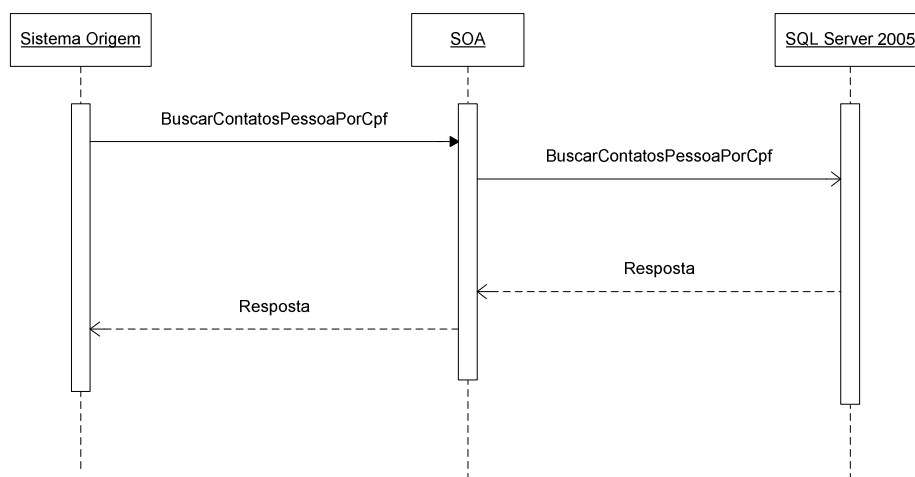 Sistema Origem
SOA
SQL Server 2005
BuscarContatosPessoaPorCpf
BuscarContatosPessoaPorCpf
Resposta
Resposta